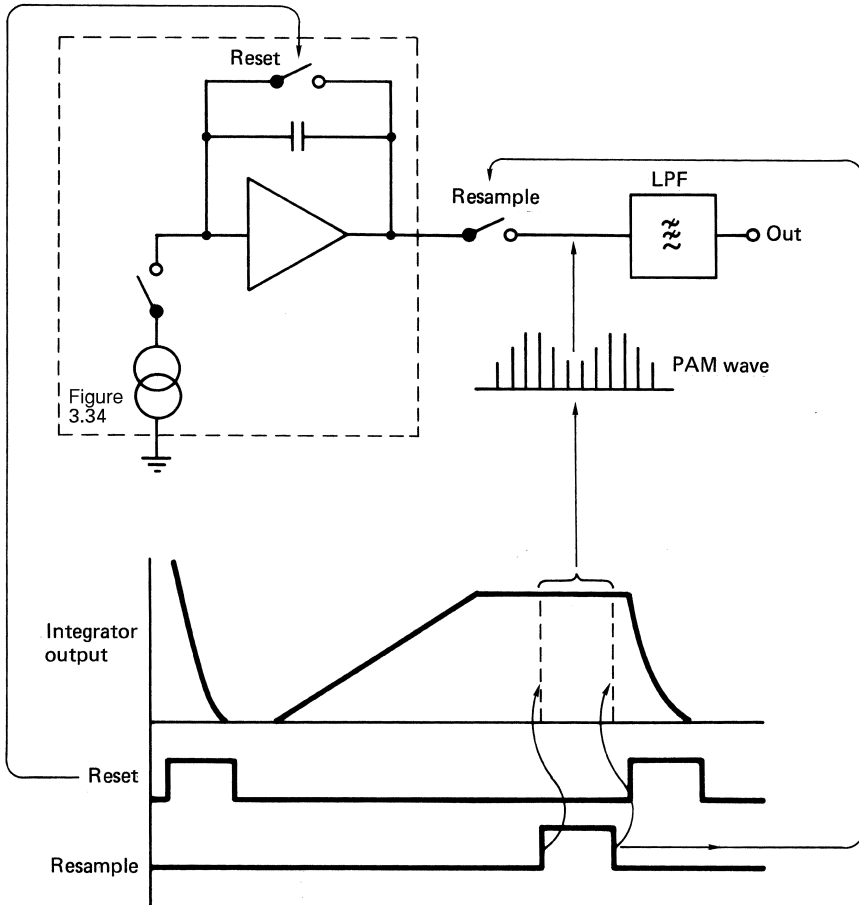 Reset
Resample
LPF
Out
PAM wave
Figure
3.34
Integrator
output
Reset
Resample